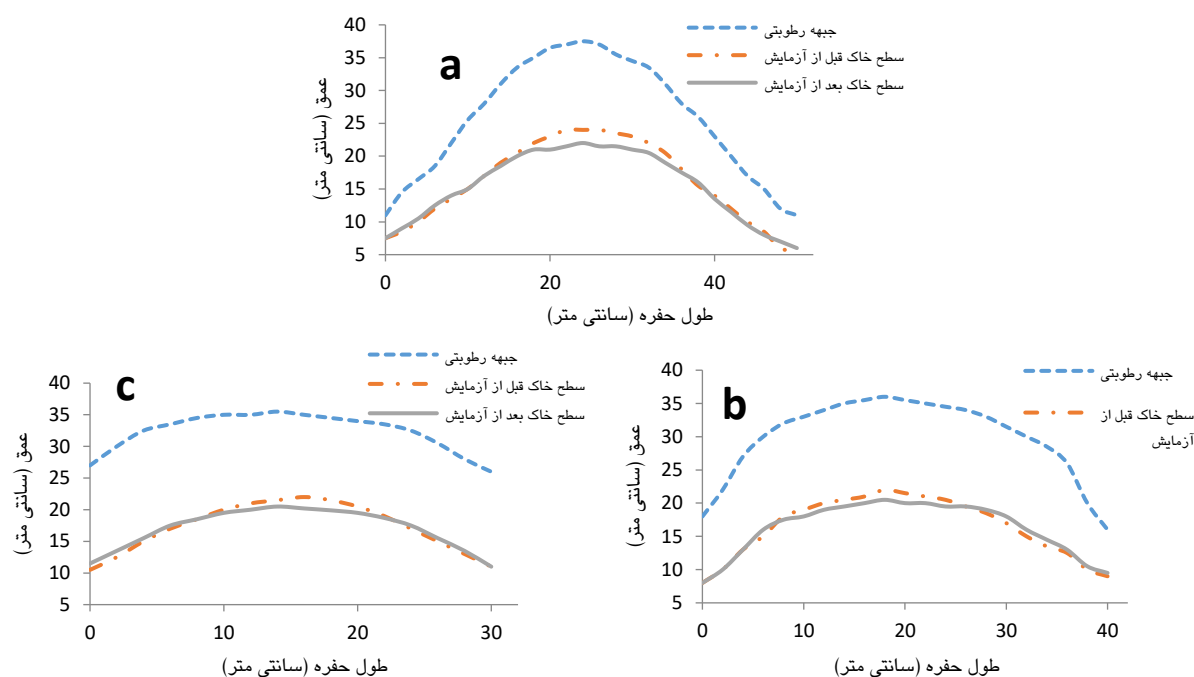 a
جبهه رطوبتی
سطح خاک قبل از آزمایش
سطح خاک بعد از آزمایش
عمق (سانتی متر)
40
35
30
25
20
15
10
5
0
20
40
طول حفره (سانتی متر)
c
جبهه رطوبتی
سطح خاک قبل از آزمایش
سطح خاک بعد از آزمایش
عمق (سانتی متر)
40
35
30
25
20
15
10
5
0
10
20
30
طول حفره (سانتی متر)
b
جبهه رطوبتی
سطح خاک قبل از
آزمایش
عمق (سانتی متر)
40
35
30
25
20
15
10
5
0
10
20
30
40
طول حفره (سانتی متر)